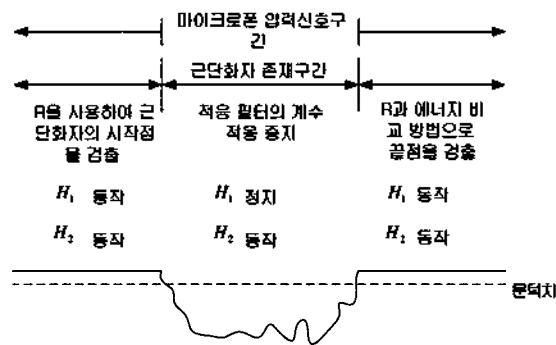 마이크로폰 입력신호구
간
근단화자 존재구간
R을 사용하여 근
단화자의 시작점
을 검출
적응 필터의 계수
적응 중지
R과 에너지 비
교 방법으로
끝점을 검출
H₁ 동작
H₁ 정지
H₁ 동작
H₂ 동작
H₂ 동작
H₂ 동작
문턱치